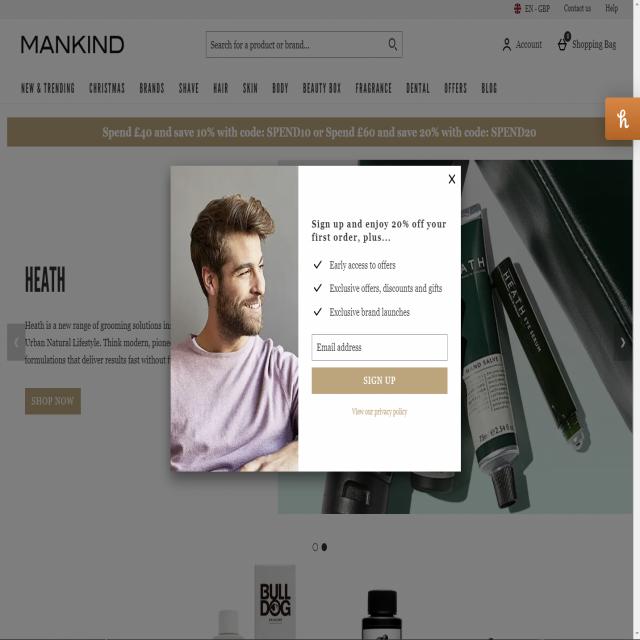 EN - GBP Contact us Help
MANKIND
Search for a product or brand...
Account
0
Shopping Bag
NEW & TRENDING CHRISTMAS BRANDS SHAVE HAIR SKIN BODY BEAUTY BOX FRAGRANCE DENTAL OFFERS BLOG
Spend £40 and save 10% with code: SPEND10 or Spend £60 and save 20% with code: SPEND20
h
X
Sign up and enjoy 20% off your
first order, plus...
Early access to offers
Exclusive offers, discounts and gifts
Exclusive brand launches
Email address
SIGN UP
View our privacy policy
HEATH
Heath is a new range of grooming solutions
Urban Natural Lifestyle. Think modern,
formulations that deliver results fast without
SHOP NOW
HEATH
HAND SALVE
HEATH
EYE SERUM
BULL
DOG